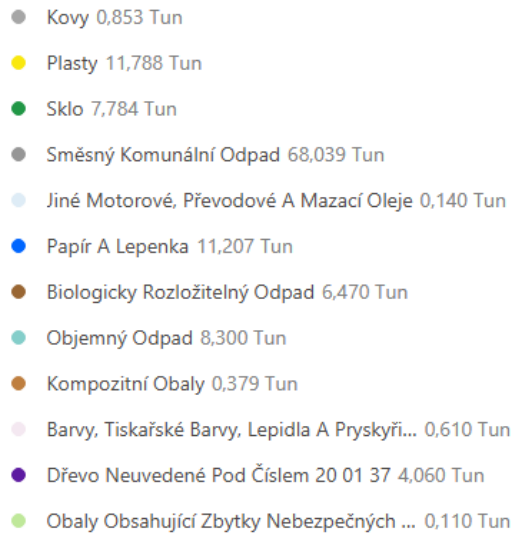 Kovy 0,853 Tun
Plasty 11,788 Tun
Sklo 7,784 Tun
Směsný Komunální Odpad 68,039 Tun
Jiné Motorové, Převodové A Mazací Oleje 0,140 Tun
Papír A Lepenka 11,207 Tun
Biologicky Rozložitelný Odpad 6,470 Tun
Objemný Odpad 8,300 Tun
Kompozitní Obaly 0,379 Tun
Barvy, Tiskařské Barvy, Lepidla A Pryskyři... 0,610 Tun
Dřevo Neuvedené Pod Číslem 20 01 37 4,060 Tun
Obaly Obsahující Zbytky Nebezpečných ... 0,110 Tun